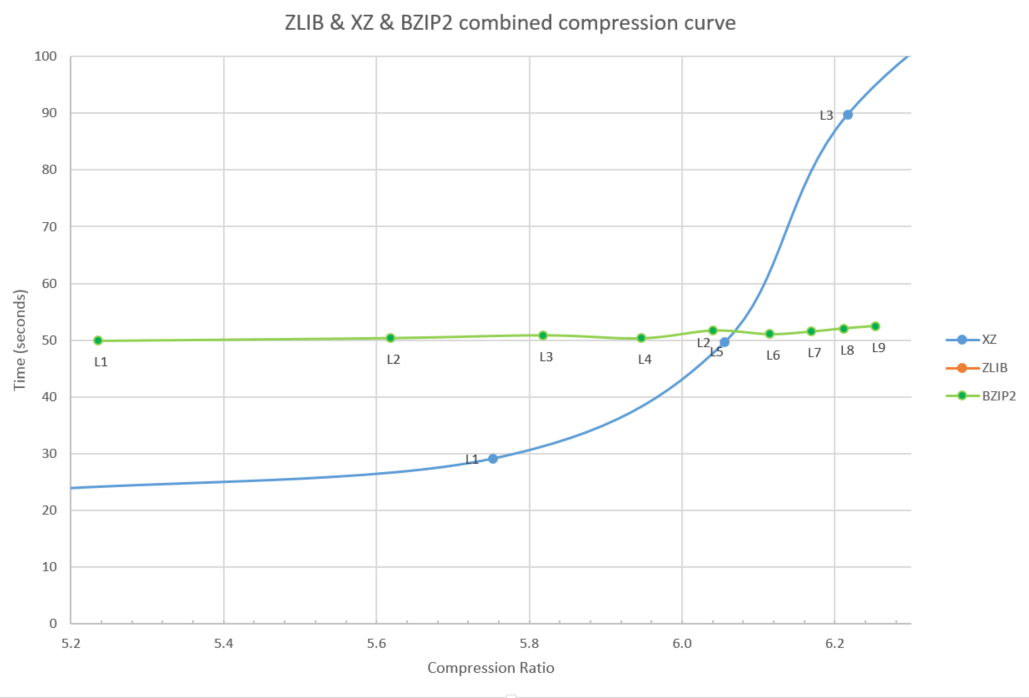 ZLIB & XZ & BZIP2 combined compression curve
100
90
80
70
60
50
40
30
20
10
0
Time (seconds)
L3
L1
L2
L3
L4
L2
L5
L6
L7
L8
L9
L1
XZ
ZLIB
BZIP2
5.2
5.4
5.6
5.8
6.0
6.2
Compression Ratio